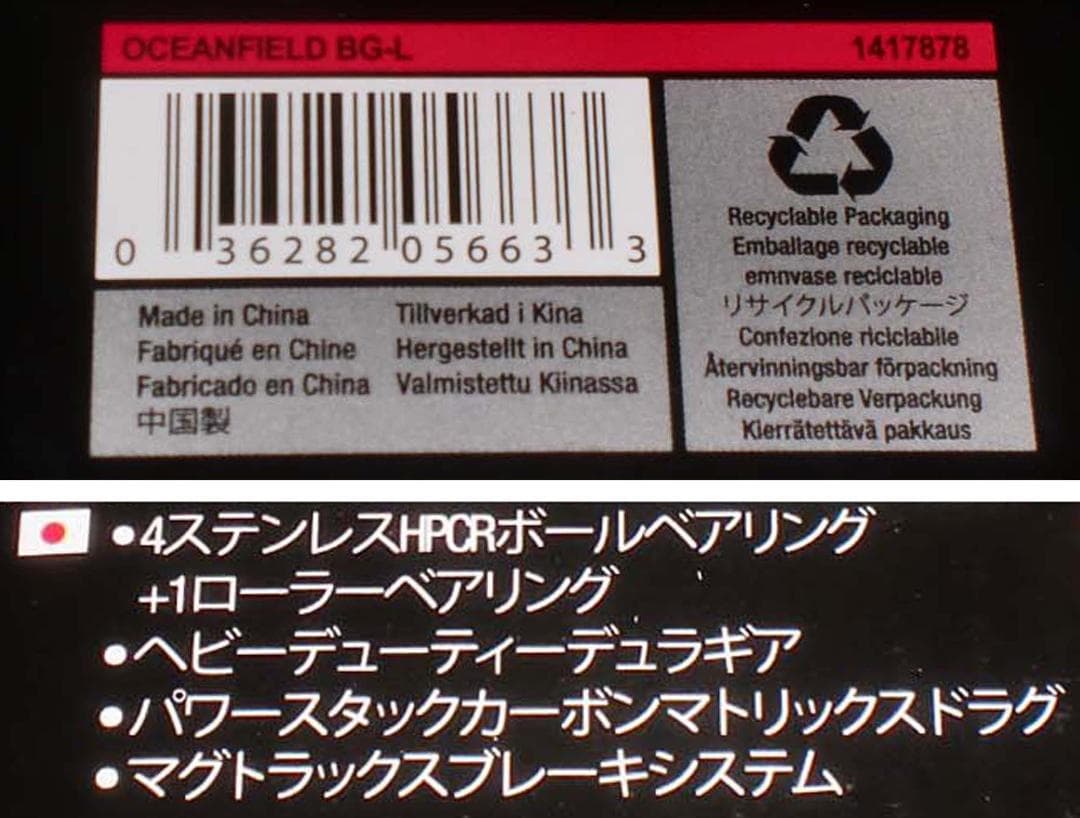 OCEANFIELD BG-L 1417878
0 36282 05663 3
Made in China Tillverkad i Kina
Fabriqué en Chine Hergestellt in China
Fabricado en China Valmistettu Kiinassa
中国製
Recyclable Packaging
Emballage recyclable
emnvase reciclable
リサイクルパッケージ
Confezione riciclabile
Återvinningsbar förpackning
Recyclebare Verpackung
Kierrätettävä pakkaus
●4ステンレスHPCRボールベアリング
+1ローラーベアリング
●ヘビーデューティーデュラギア
●パワースタックカーボンマトリックスドラグ
●マグトラックスブレーキシステム